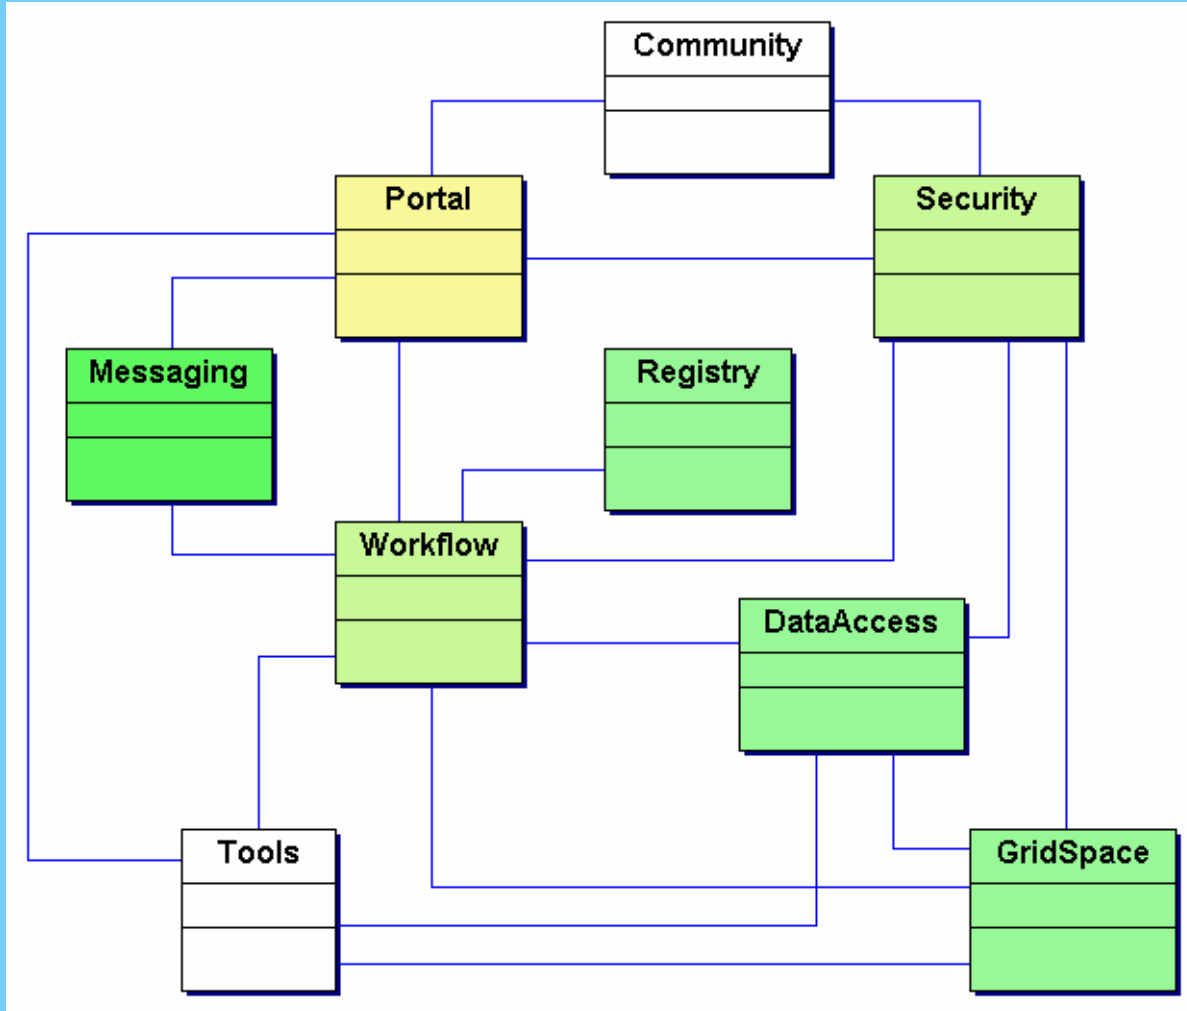 Community
Portal
Security
Messaging
Registry
Workflow
DataAccess
Tools
GridSpace